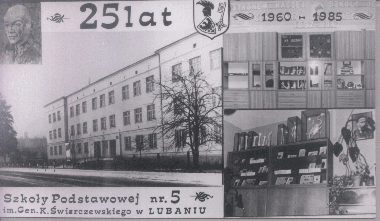 25 lat
1960 - 1985
Szkoły Podstawowej nr. 5
im. Gen. K. Świerczewskiego w LUBANIU